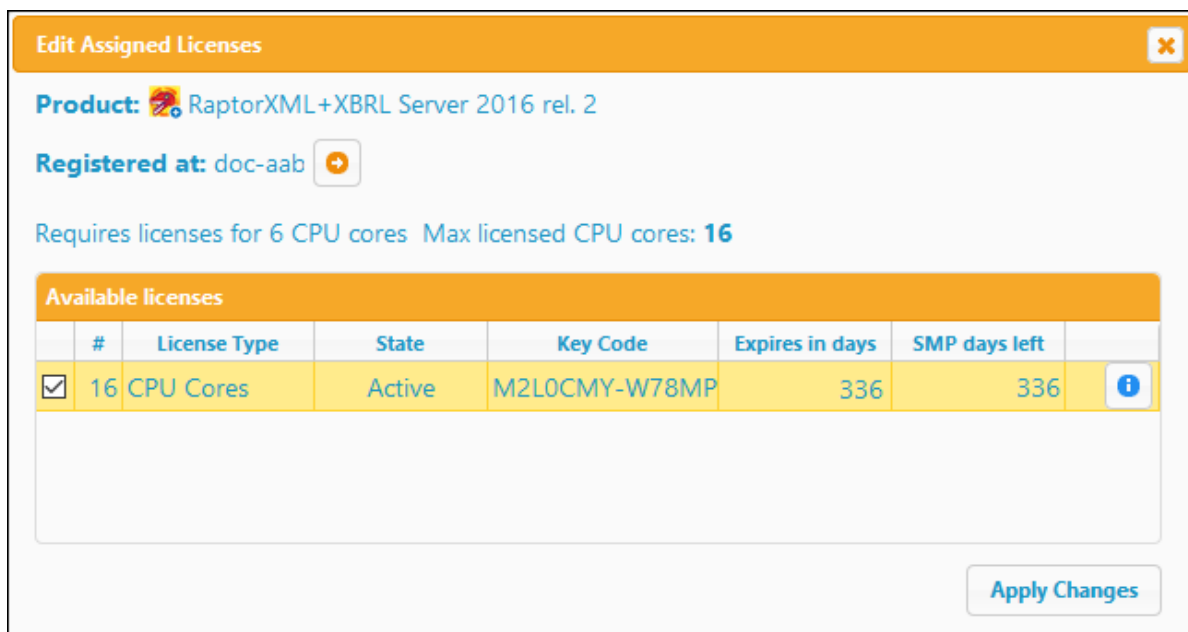 Edit Assigned Licenses
Product: RaptorXML+XBRL Server 2016 rel. 2
Registered at: doc-aab
Requires licenses for 6 CPU cores Max licensed CPU cores: 16
Available licenses
# License Type State Key Code Expires in days SMP days left
16 CPU Cores Active M2L0CMY-W78MP 336 336
Apply Changes